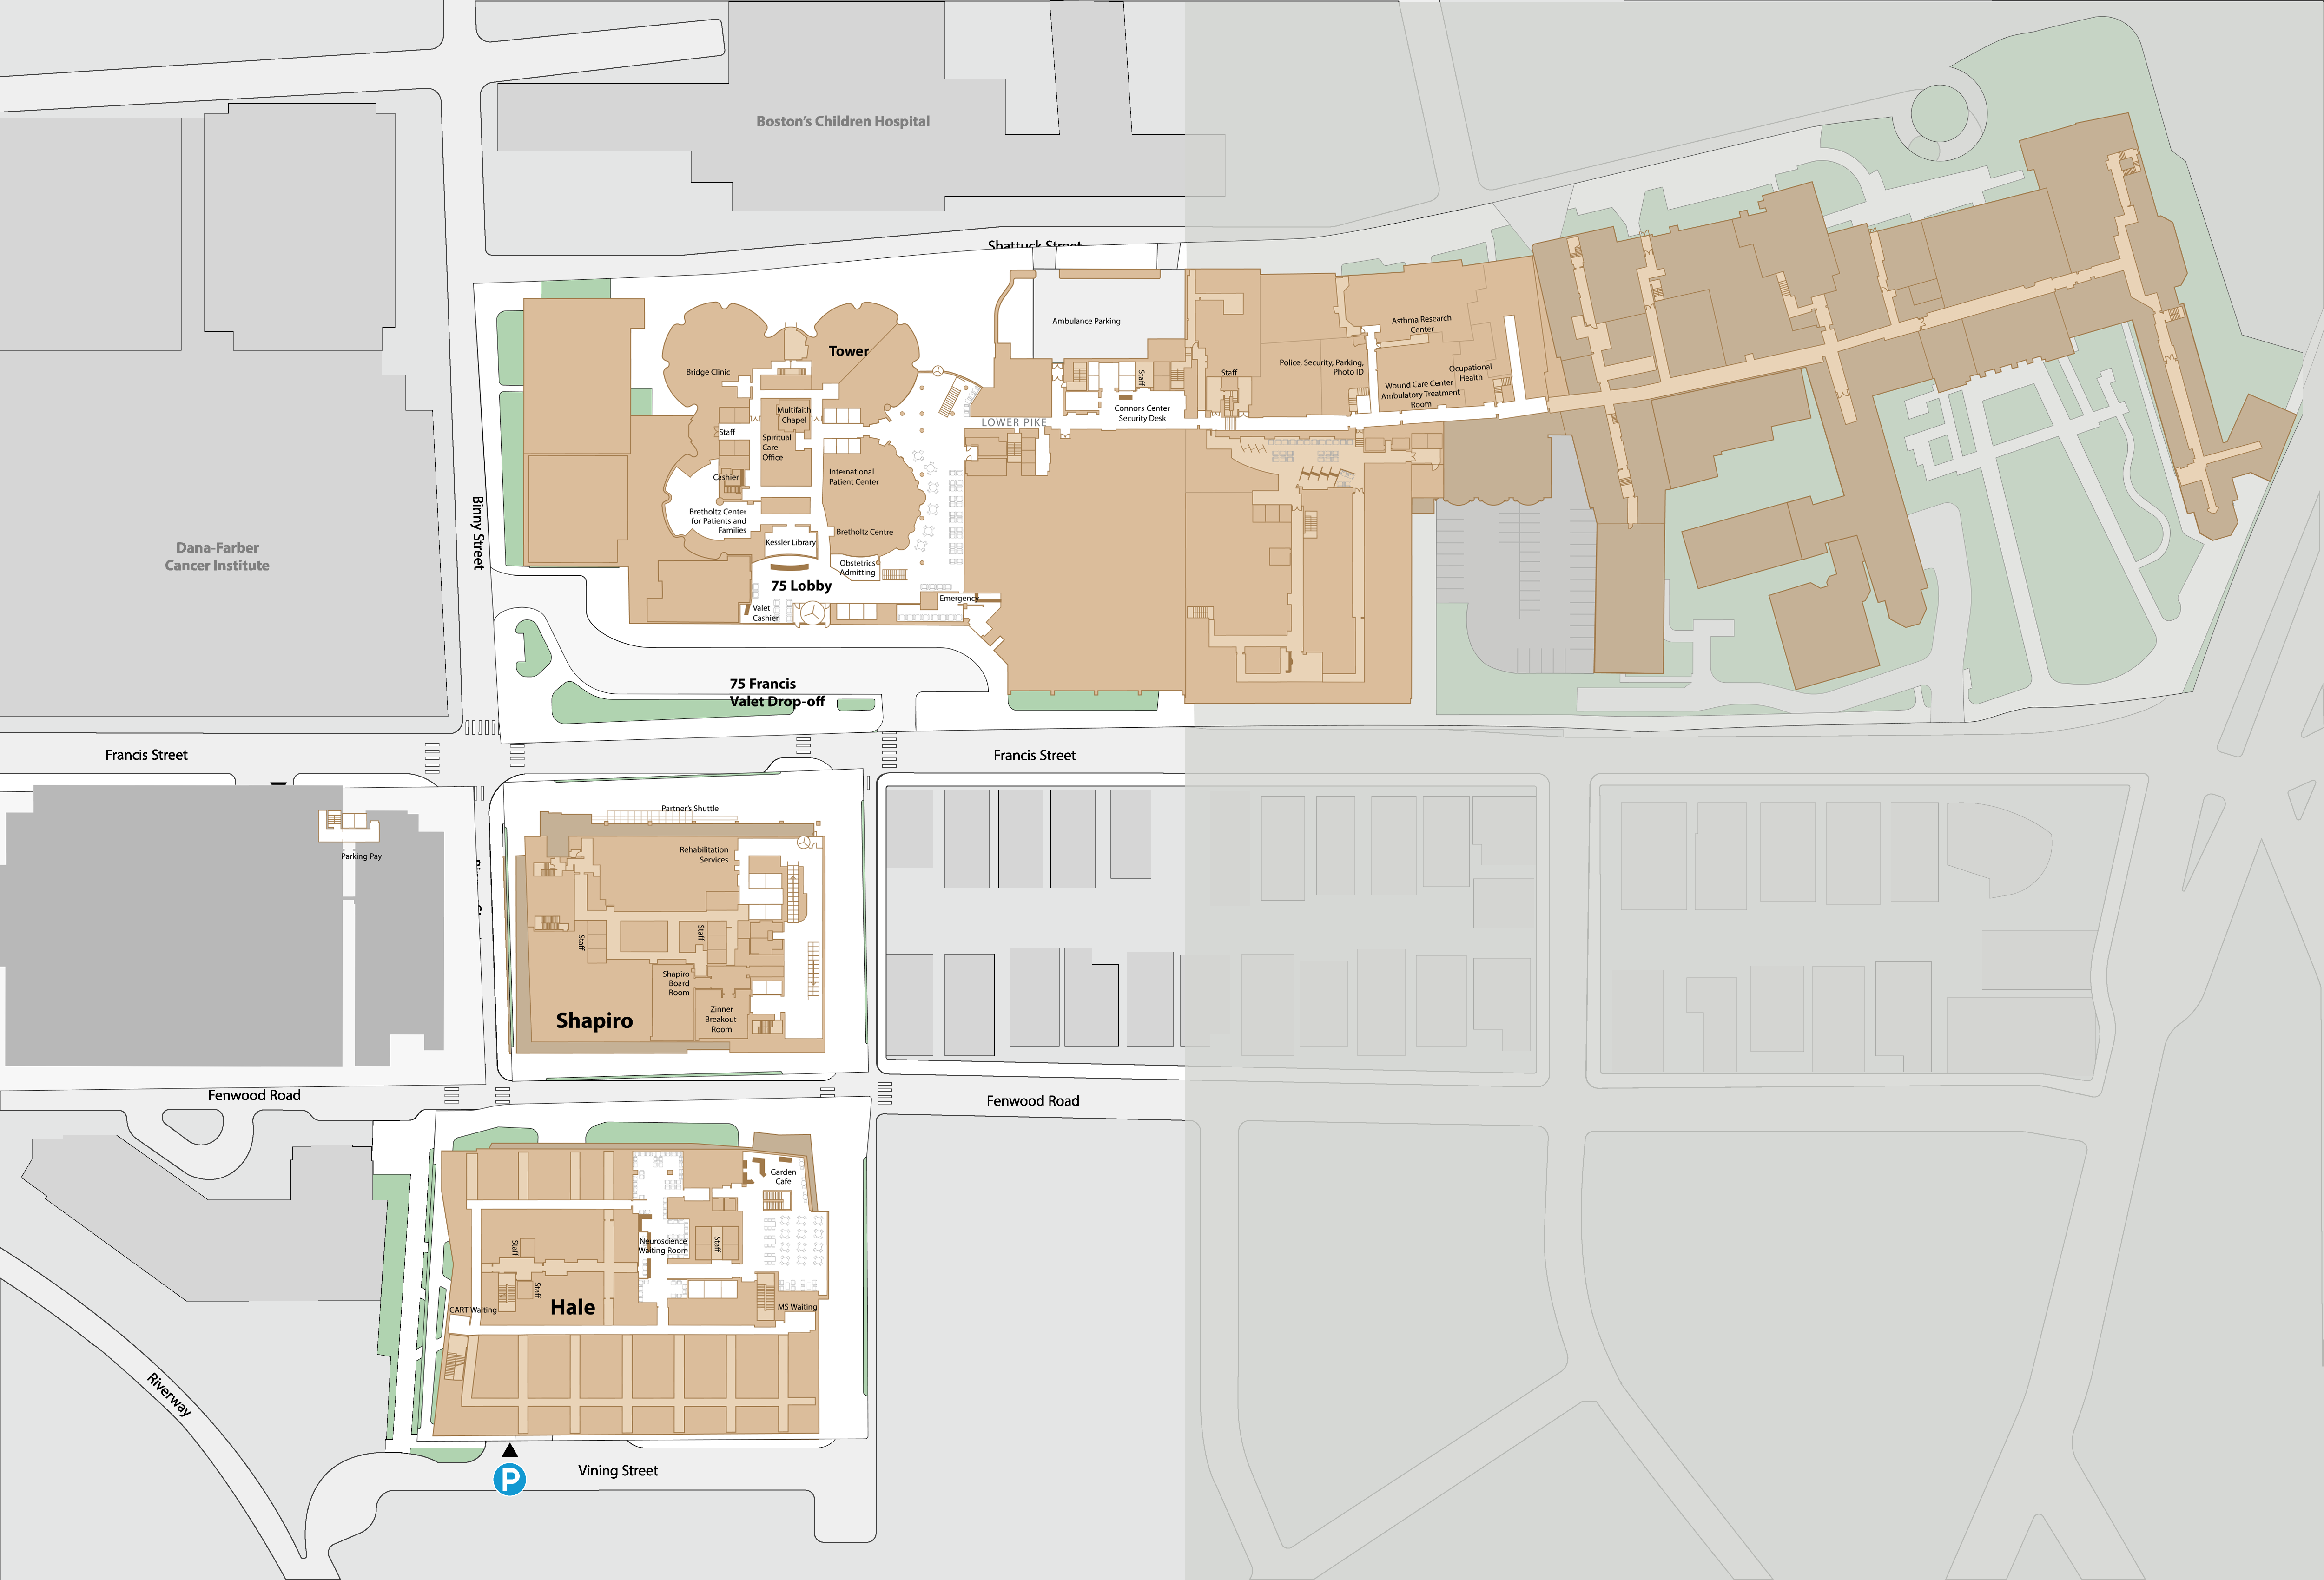 Boston's Children Hospital
Shattuck Street
Ambulance Parking
Asthma Research
Center
Tower
Bridge Clinic
Police, Security, Parking,
Photo ID
Staff
Staff
Ocupational
Health
Wound Care Center
Ambulatory Treatment
Room
Multifaith
Chapel
Connors Center
Security Desk
LOWER PIKE
Staff
Spiritual
Care
Office
Cashier
International
Patient Center
Bretholtz Center
for Patients and
Families
Bretholtz Centre
Kessler Library
Binny Street
Dana-Farber
Cancer Institute
Obstetrics
Admitting
75 Lobby
Emergency
Valet
Cashier
75 Francis
Valet Drop-off
Francis Street
Francis Street
Partner's Shuttle
Parking Pay
Rehabilitation
Services
Staff
Staff
Shapiro
Board
Room
Zinner
Breakout
Room
Shapiro
Fenwood Road
Fenwood Road
Garden
Cafe
Neuroscience
Waiting Room
Staff
Staff
Staff
CART Waiting
Hale
MS Waiting
Riverway
Vining Street
P